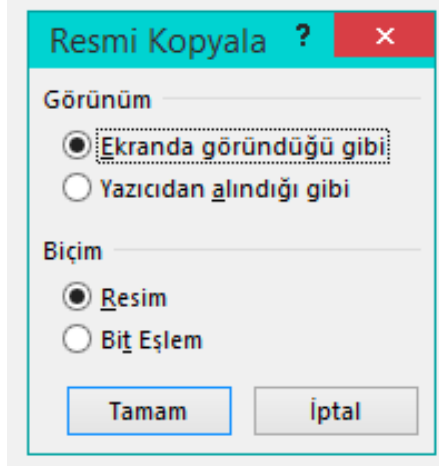 Resmi Kopyala ?
Görünüm
Ekranda göründüğü gibi
Yazıcıdan alındığı gibi
Biçim
Resim
Bit Eşlem
Tamam İptal